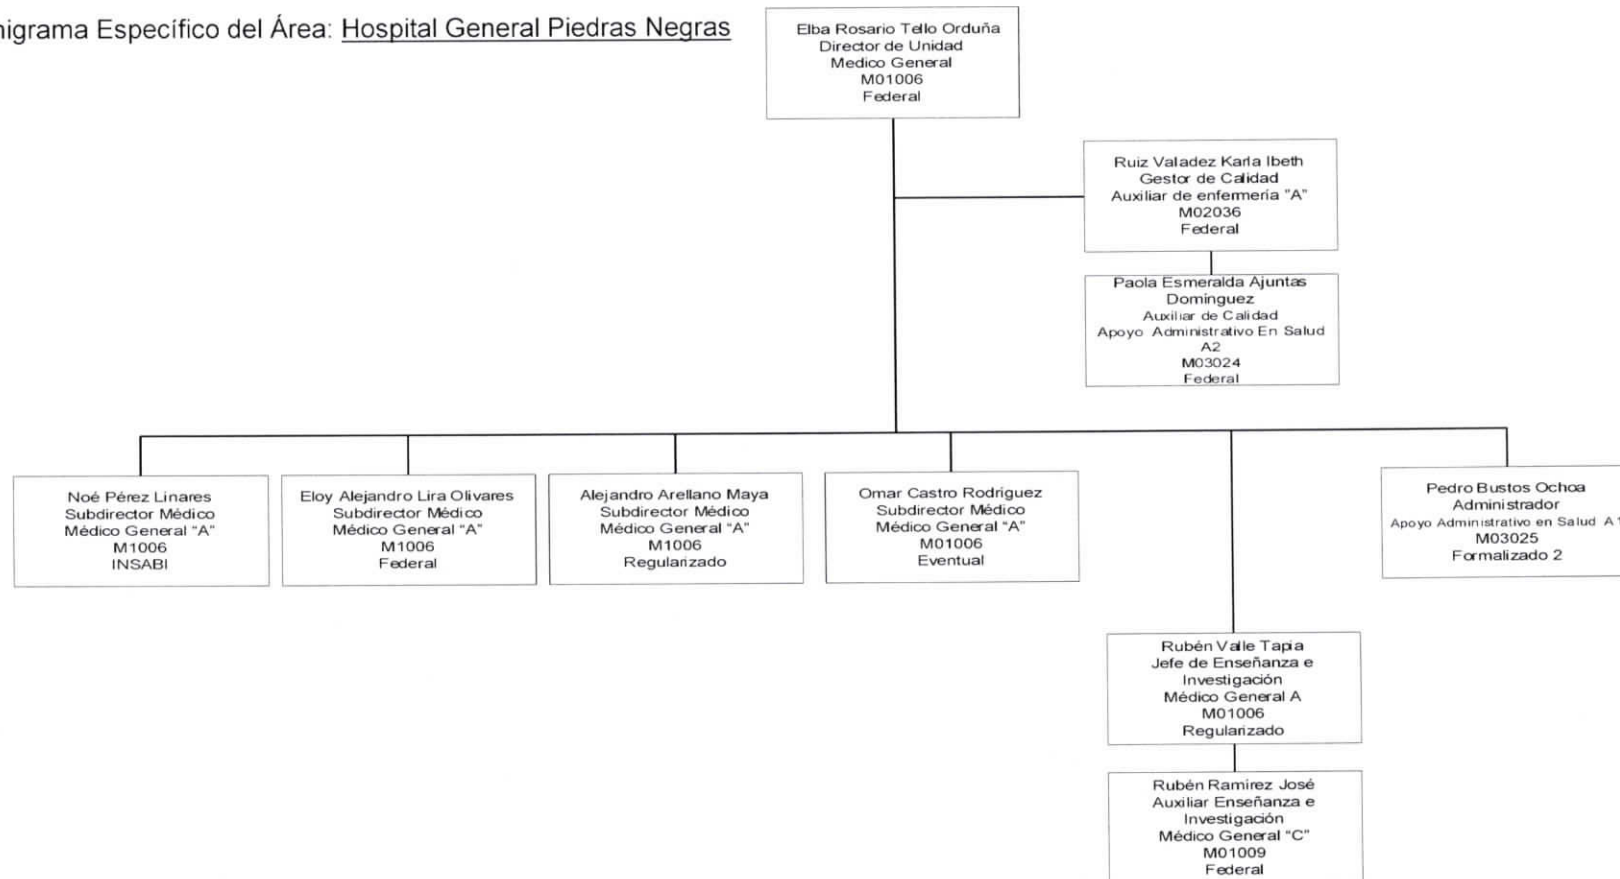 nigrama Específico del Área: Hospital General Piedras Negras
Elba Rosario Tello Orduña
Director de Unidad
Medico General
M01006
Federal
Ruiz Valadez Karla Ibeth
Gestor de Calidad
Auxiliar de enfermería "A"
M02036
Federal
Paola Esmeralda Ajuntas
Domínguez
Auxiliar de Calidad
Apoyo Administrativo En Salud
A2
M03024
Federal
Noé Pérez Linares
Subdirector Médico
Médico General "A"
M1006
INSABI
Eloy Alejandro Lira Olivares
Subdirector Médico
Médico General "A"
M1006
Federal
Alejandro Arellano Maya
Subdirector Médico
Médico General "A"
M1006
Regularizado
Omar Castro Rodríguez
Subdirector Médico
Médico General "A"
M01006
Eventual
Pedro Bustos Ochoa
Administrador
Apoyo Administrativo en Salud A1
M03025
Formalizado 2
Rubén Valle Tapia
Jefe de Enseñanza e
Investigación
Médico General A
M01006
Regularizado
Rubén Ramirez José
Auxiliar Enseñanza e
Investigación
Médico General "C"
M01009
Federal